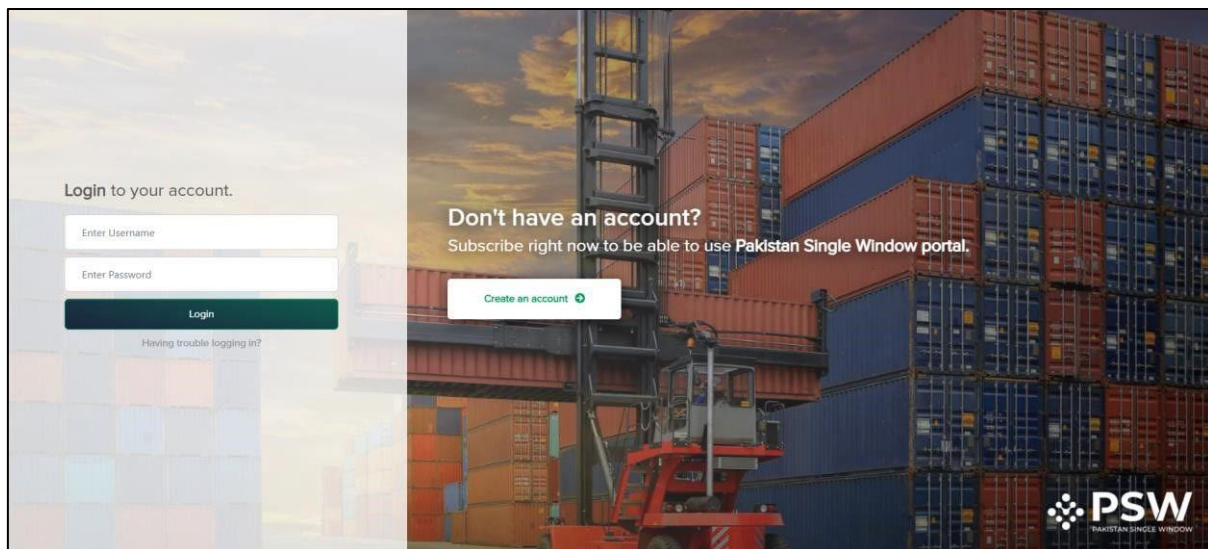 Login to your account.
Enter Username
Enter Password
Login
Having trouble logging in?
Don't have an account?
Subscribe right now to be able to use Pakistan Single Window portal.
Create an account
PSW
PAKISTAN SINGLE WINDOW